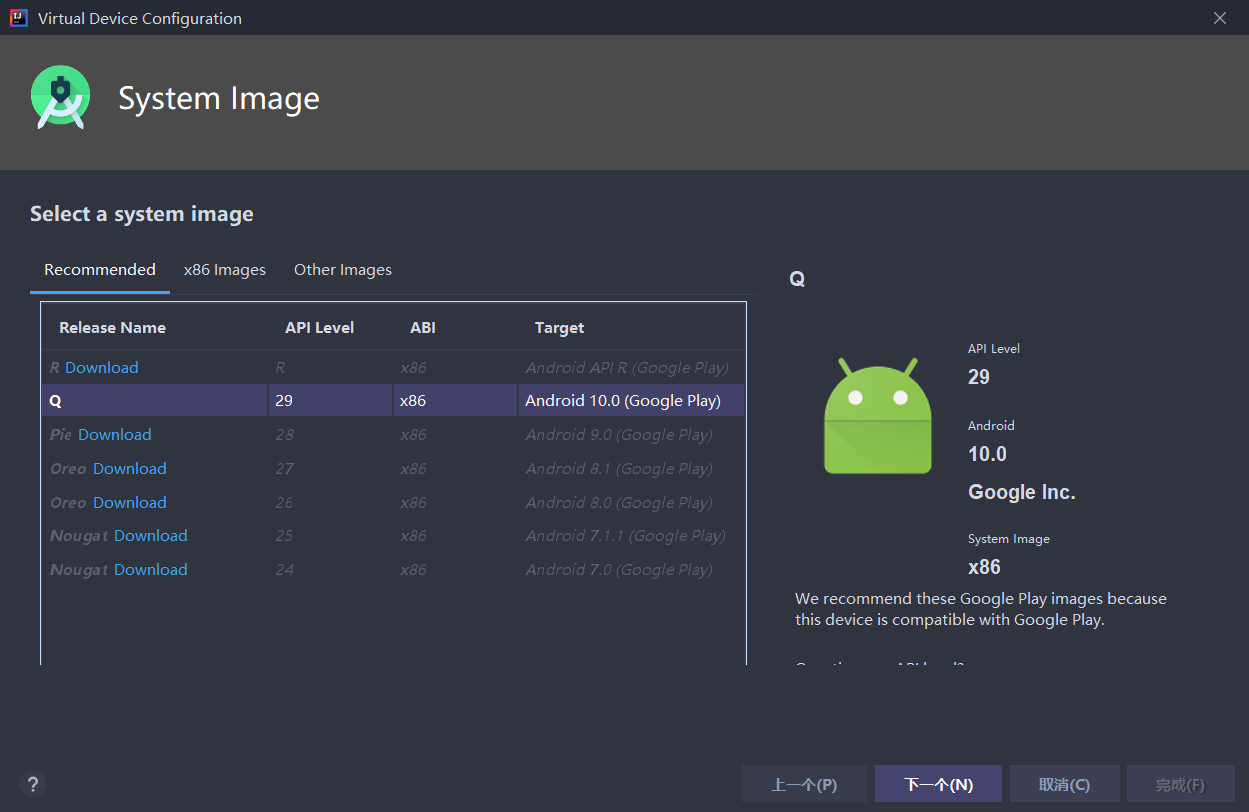 Virtual Device Configuration
System Image
Select a system image
Recommended x86 Images Other Images
Release Name API Level ABI Target
R Download R x86 Android API R (Google Play)
Q 29 x86 Android 10.0 (Google Play)
Pie Download 28 x86 Android 9.0 (Google Play)
Oreo Download 27 x86 Android 8.1 (Google Play)
Oreo Download 26 x86 Android 8.0 (Google Play)
Nougat Download 25 x86 Android 7.1.1 (Google Play)
Nougat Download 24 x86 Android 7.0 (Google Play)
Q
API Level
29
Android
10.0
Google Inc.
System Image
x86
We recommend these Google Play images because
this device is compatible with Google Play.
?
上一个(P) 下一个(N) 取消(C) 完成(F)